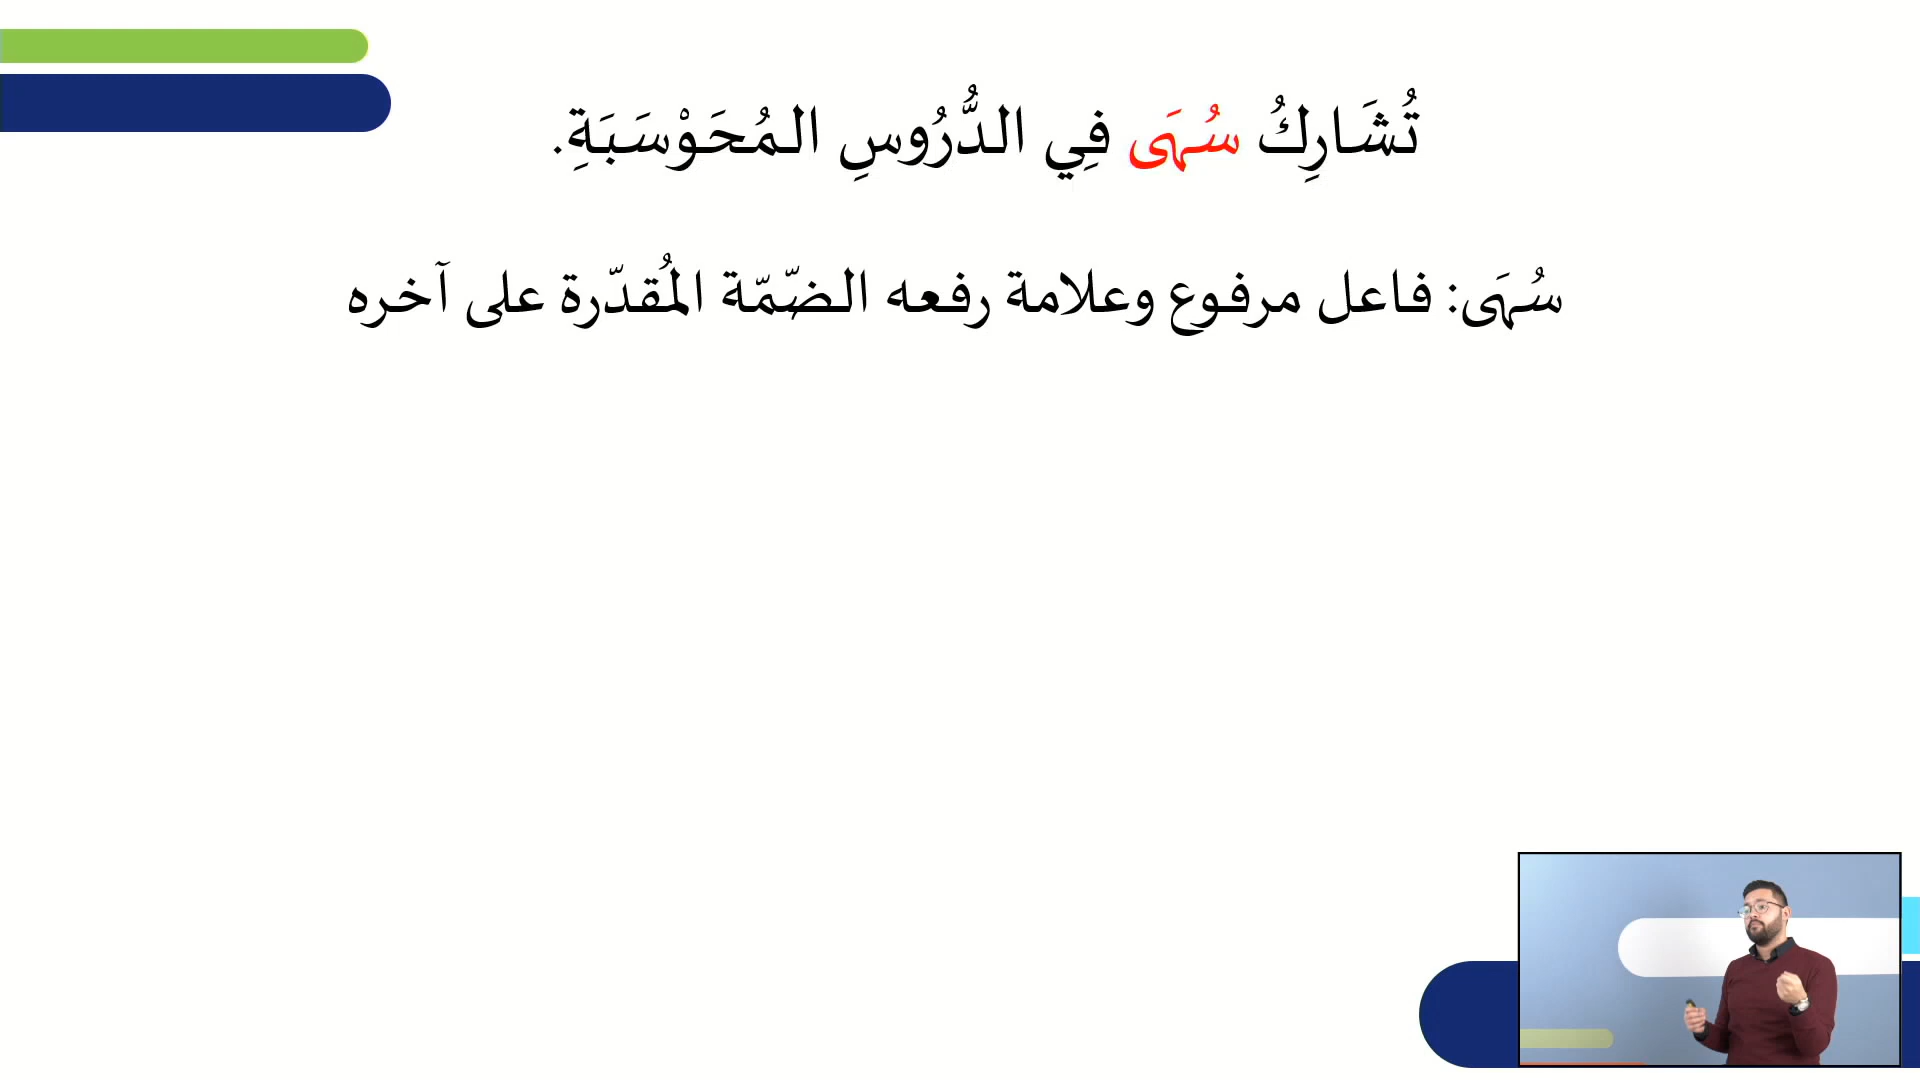 تُشَارِكُ سُهَى فِي الدُّرُوسِ المُحَوْسَبَةِ.
سُهَى: فاعل مرفوع وعلامة رفعه الضّمّة المُقدّرة على آخره